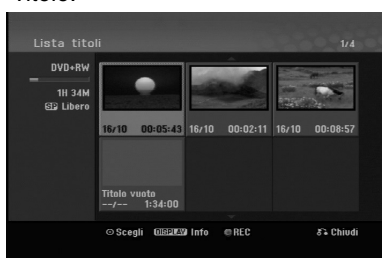 Lista titoli
1/4
DVD+RW
1H 34M
SP Libero
16/10 00:05:43 16/10 00:02:11 16/10 00:08:57
Titolo vuoto
--/-- 1:34:00
Scegli DISPLAY Info REC Chiudi